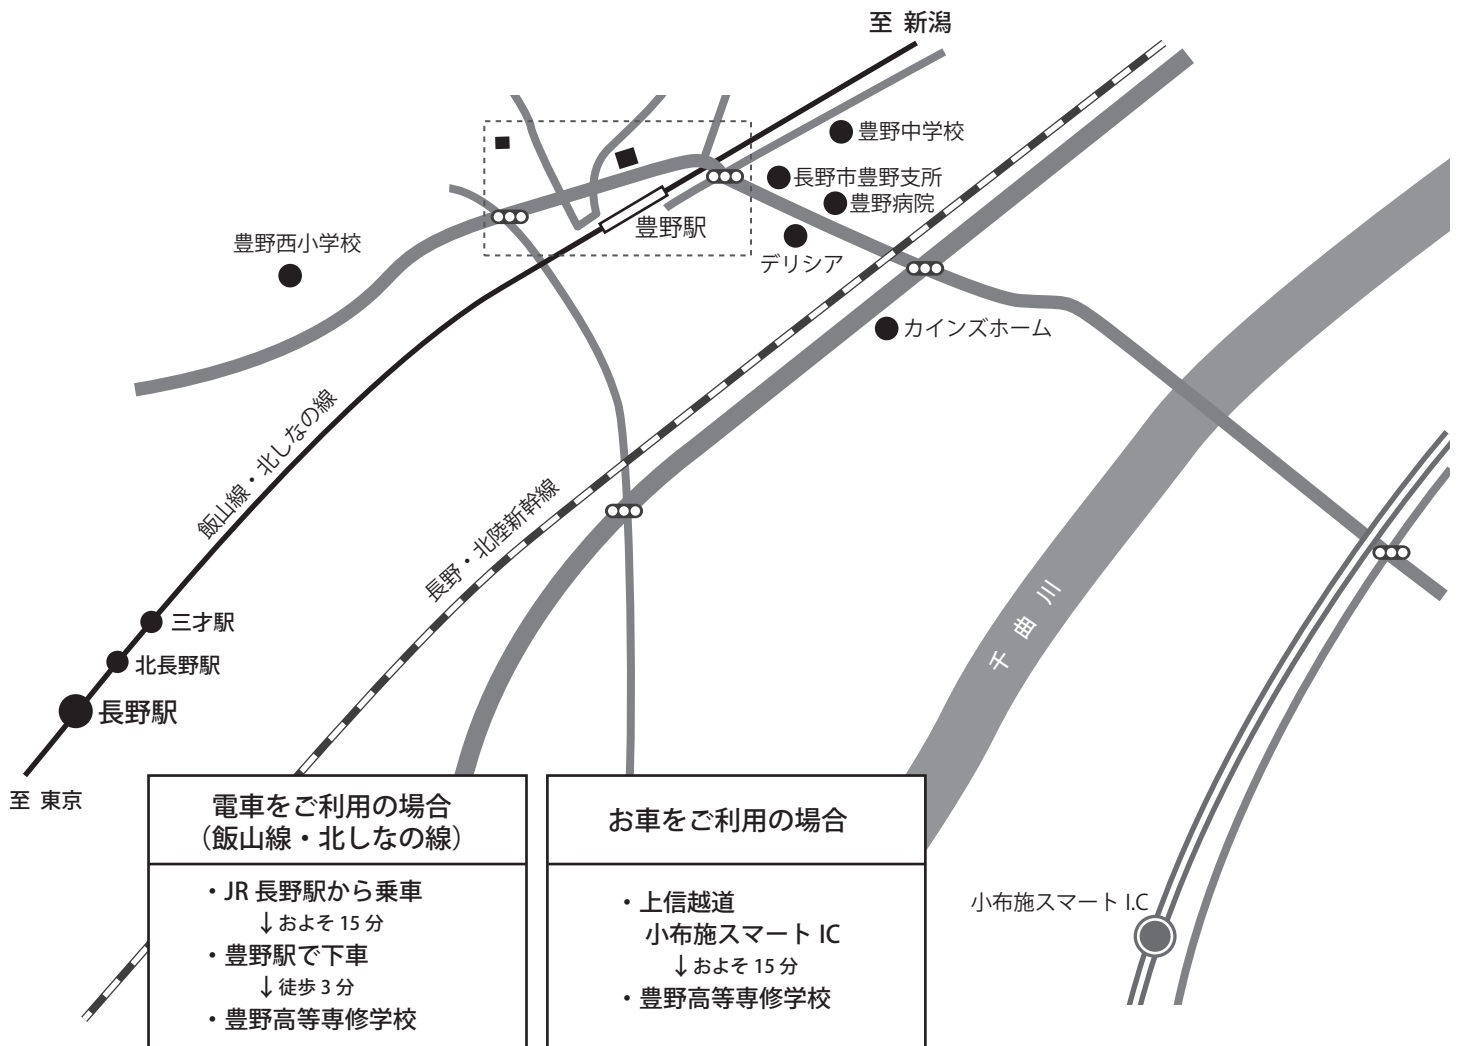 至 新潟
豊野中学校
長野市豊野支所
豊野病院
豊野駅
豊野西小学校
デリシア
カインズホーム
飯山線・北しなの線
長野・北陸新幹線
千曲川
三才駅
北長野駅
長野駅
至 東京
電車をご利用の場合
（飯山線・北しなの線）
・JR 長野駅から乗車
↓およそ 15 分
・豊野駅で下車
↓徒歩 3 分
・豊野高等専修学校
お車をご利用の場合
・上信越道
小布施スマート IC
↓およそ 15 分
・豊野高等専修学校
小布施スマート I.C